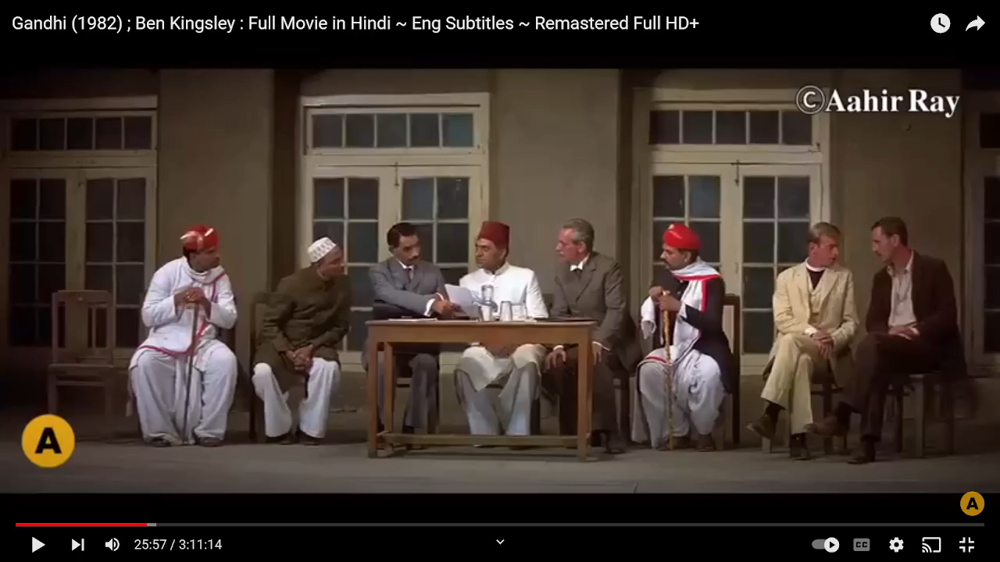 Gandhi (1982) ; Ben Kingsley : Full Movie in Hindi ~ Eng Subtitles ~ Remastered Full HD+
©Aahir Ray
A
A
25:57 / 3:11:14
CC